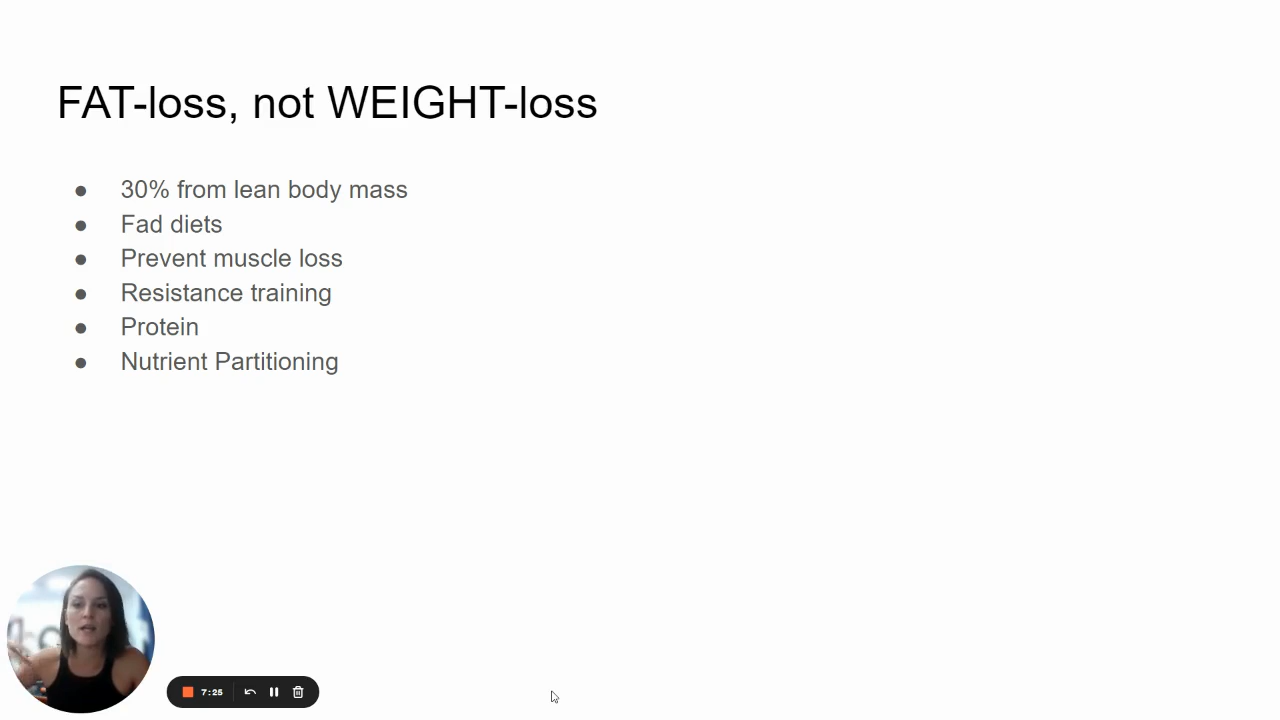 FAT-loss, not WEIGHT-loss
● 30% from lean body mass
● Fad diets
● Prevent muscle loss
● Resistance training
● Protein
● Nutrient Partitioning
7:25